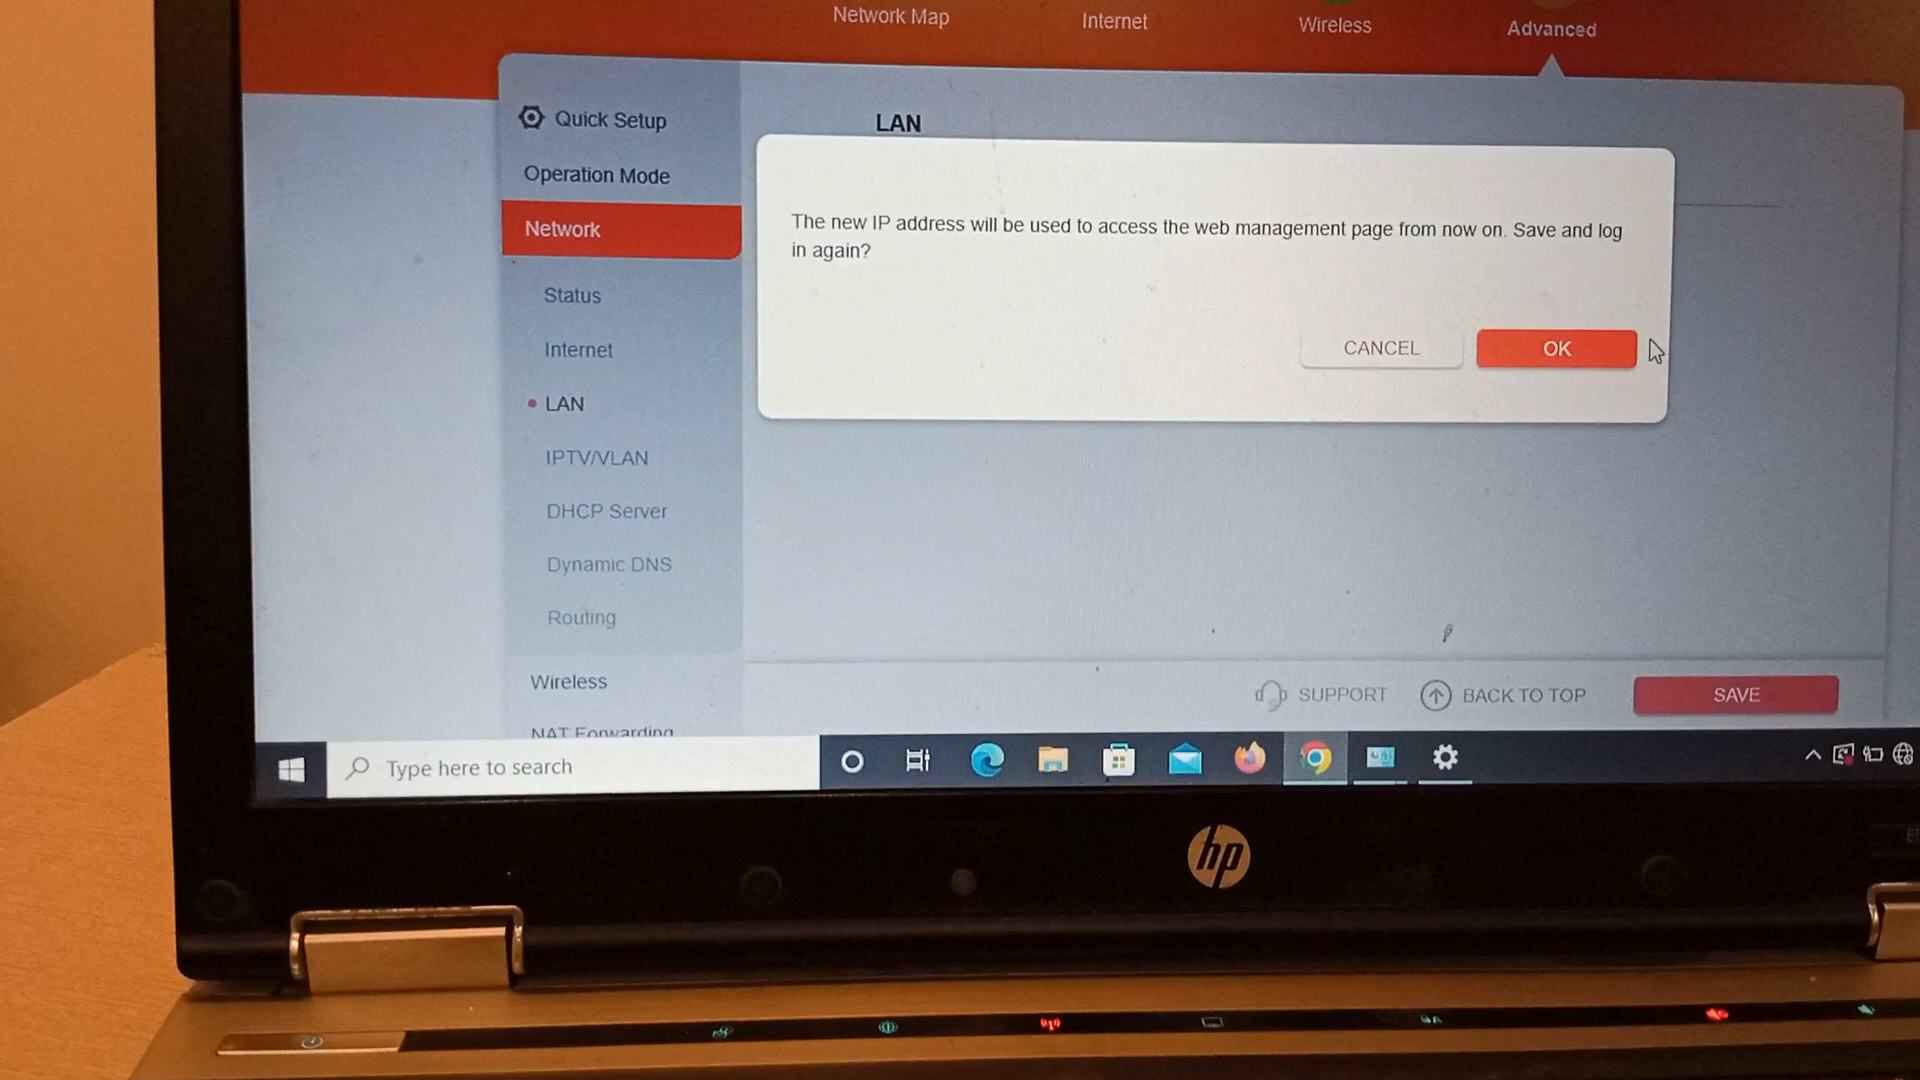 Network Map
Internet
Wireless
Advanced
Quick Setup
Operation Mode
Network
Status
Internet
LAN
IPTV/VLAN
DHCP Server
Dynamic DNS
Routing
Wireless
NAT Forwarding
LAN
The new IP address will be used to access the web management page from now on. Save and log
in again?
CANCEL
OK
SUPPORT
BACK TO TOP
SAVE
Type here to search
hp